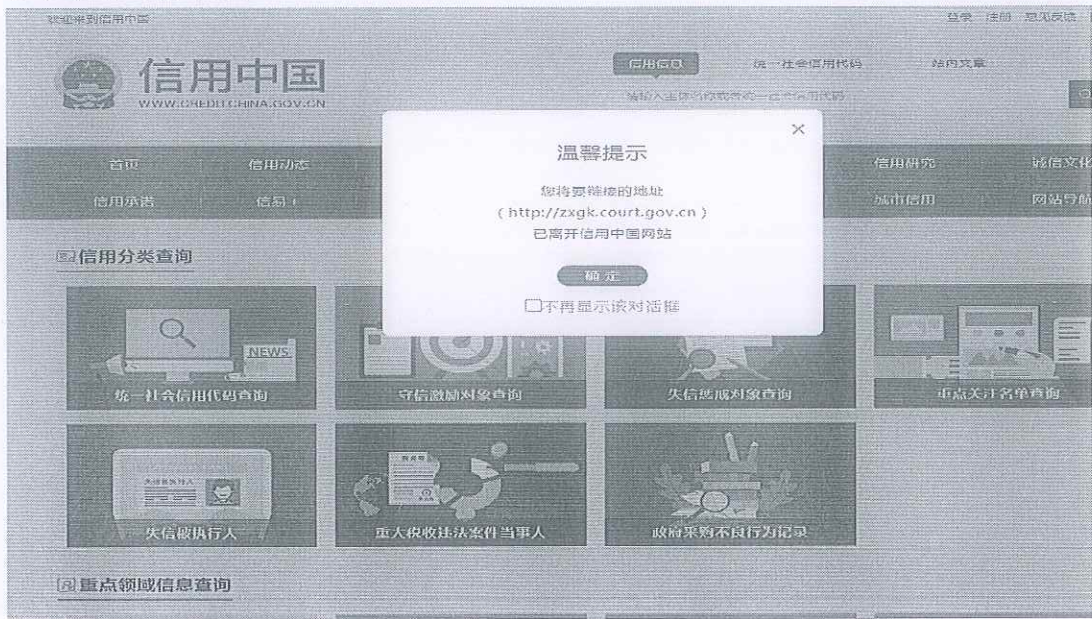 欢迎来到信用中国
登录 注册 意见反馈
信用中国
WWW.CREDITCHINA.GOV.CN
信用信息 统一社会信用代码 站内文章
温馨提示
您将要链接的地址
( http://zxgk.court.gov.cn )
已离开信用中国网站
确定
不再显示该对话框
首页 信用动态 信用研究 诚信文化
信用承诺 信易+ 城市信用 网站导航
信用分类查询
NEWS
统一社会信用代码查询 守信激励对象查询 失信惩戒对象查询 重点关注名单查询
失信被执行人 重大税收违法案件当事人 政府采购不良行为记录
重点领域信息查询